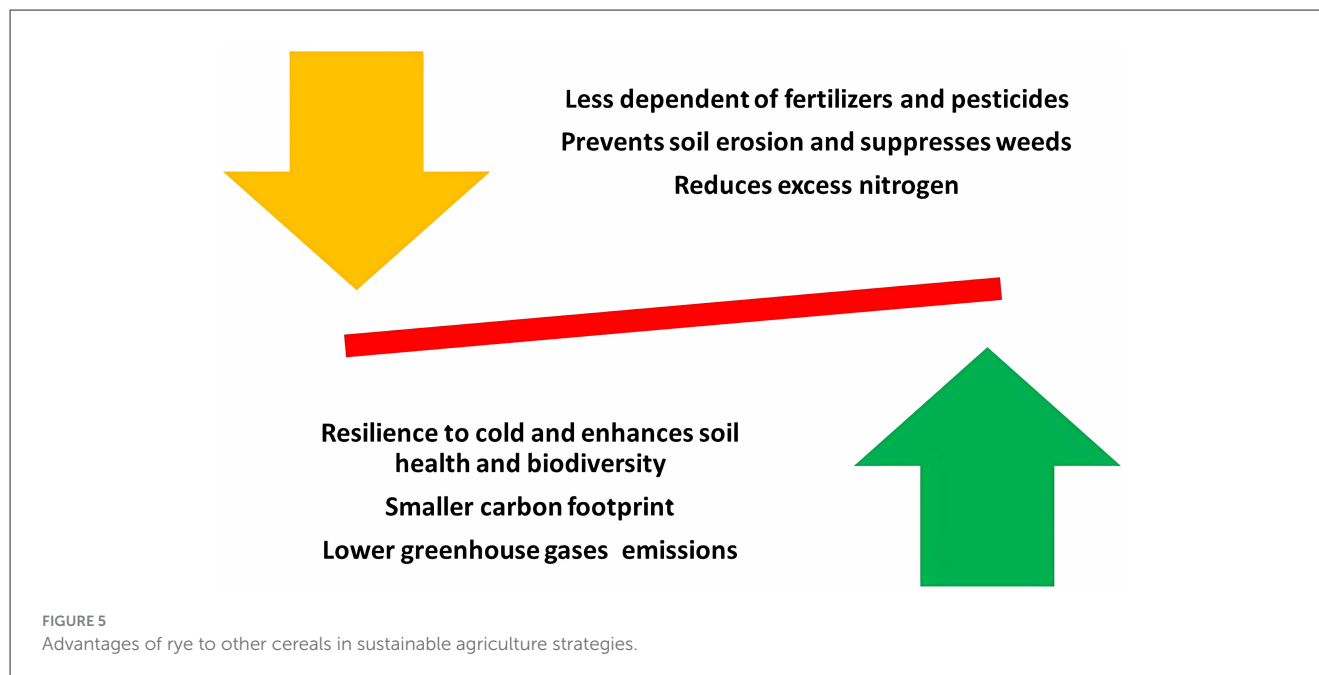 Less dependent of fertilizers and pesticides
Prevents soil erosion and suppresses weeds
Reduces excess nitrogen
Resilience to cold and enhances soil
health and biodiversity
Smaller carbon footprint
Lower greenhouse gases emissions
FIGURE 5
Advantages of rye to other cereals in sustainable agriculture strategies.